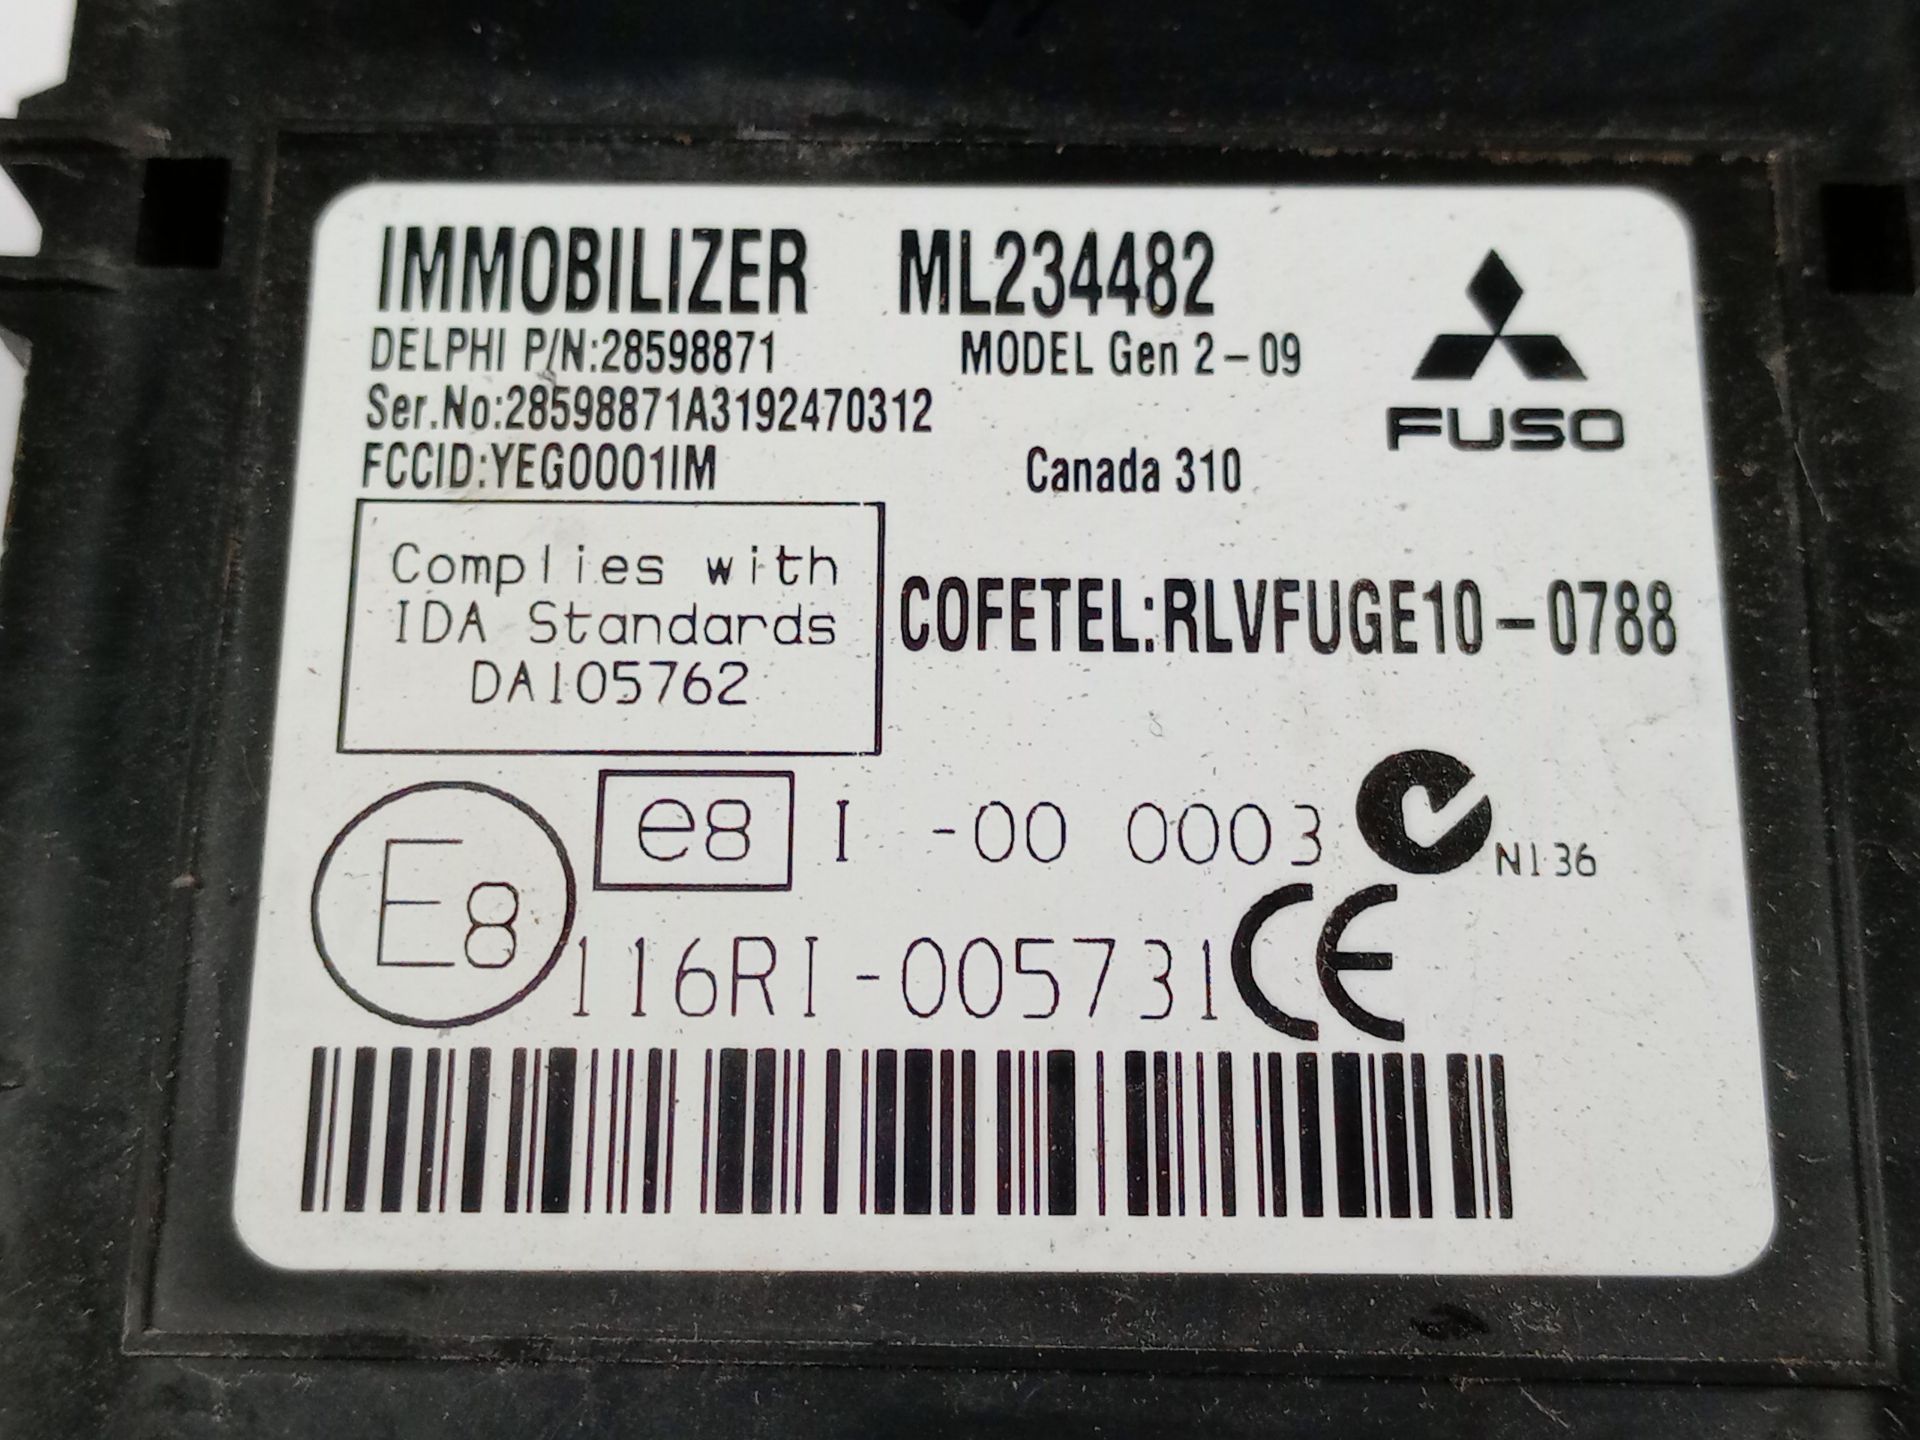 IMMOBILIZER ML234482
DELPHI P/N:28598871 MODEL Gen 2-09
Ser.No:28598871A3192470312
FUSO
FCCID:YEG0001IM Canada 310
Complies with
IDA Standards
DA105762
COFETEL:RLVFUGE10-0788
e8 I -00 0003
N136
E8
116RI-005731 CE